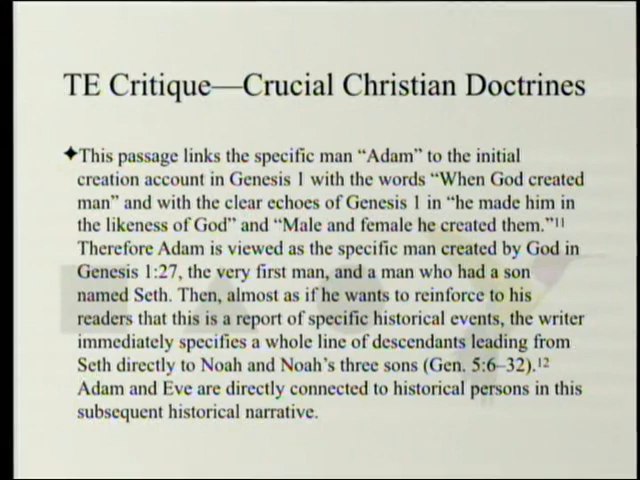 TE Critique—Crucial Christian Doctrines
✦This passage links the specific man “Adam” to the initial
creation account in Genesis 1 with the words “When God created
man” and with the clear echoes of Genesis 1 in “he made him in
the likeness of God” and “Male and female he created them.”¹¹
Therefore Adam is viewed as the specific man created by God in
Genesis 1:27, the very first man, and a man who had a son
named Seth. Then, almost as if he wants to reinforce to his
readers that this is a report of specific historical events, the writer
immediately specifies a whole line of descendants leading from
Seth directly to Noah and Noah’s three sons (Gen. 5:6–32).¹²
Adam and Eve are directly connected to historical persons in this
subsequent historical narrative.